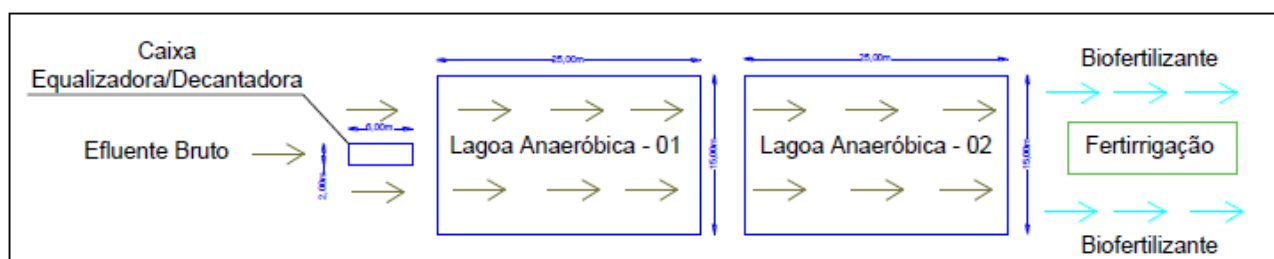 Caixa
Equalizadora/Decantadora
Efluente Bruto
6,00m
2,00m
25,00m
Lagoa Anaeróbica - 01
15,00m
25,00m
Lagoa Anaeróbica - 02
15,00m
Biofertilizante
Fertirrigação
Biofertilizante